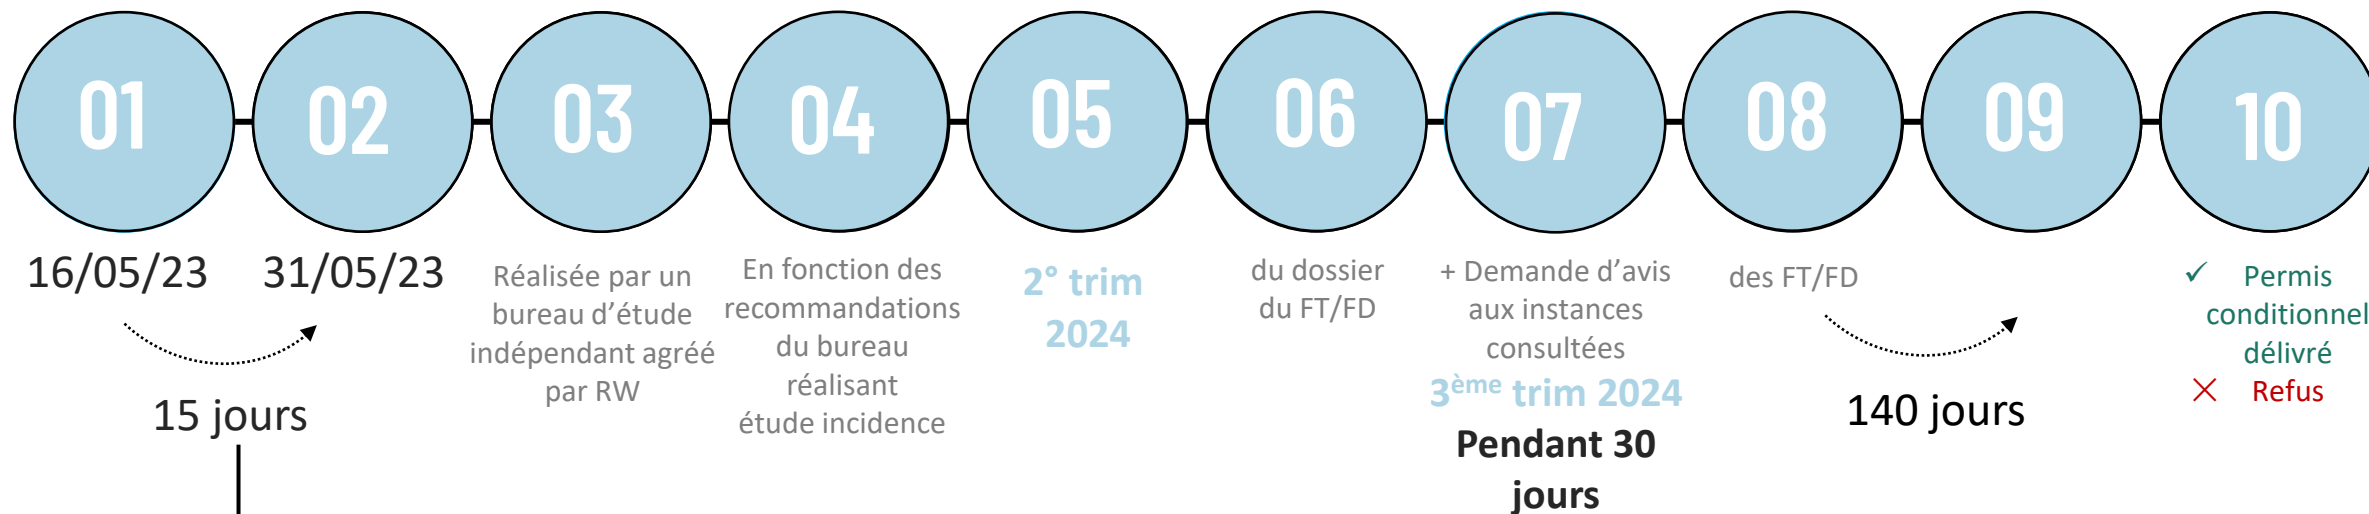 01
02
03
04
05
06
07
08
09
10
16/05/23
31/05/23
15 jours
Réalisée par un
bureau d’étude
indépendant agréé
par RW
En fonction des
recommandations
du bureau
réalisant
étude incidence
2° trim
2024
du dossier
du FT/FD
+ Demande d’avis
aux instances
consultées
3ème trim 2024
Pendant 30
jours
des FT/FD
140 jours
✓ Permis
conditionnel
délivré
✕ Refus